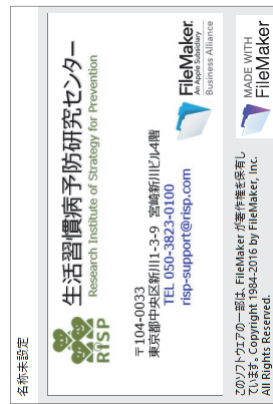 名称未設定
RISP
生活習慣病予防研究センター
Research Institute of Strategy for Prevention
〒104-0033
東京都中央区新川1-3-9 宮崎新川ビル4階
TEL 050-3823-0100
risp-support@risp.com
FileMaker.
An Apple Subsidiary
Business Alliance
このソフトウェアの一部は、FileMaker が著作権を保有し
ています。Copyright 1984-2016 by FileMaker, Inc.
All Rights Reserved.
MADE WITH
FileMaker